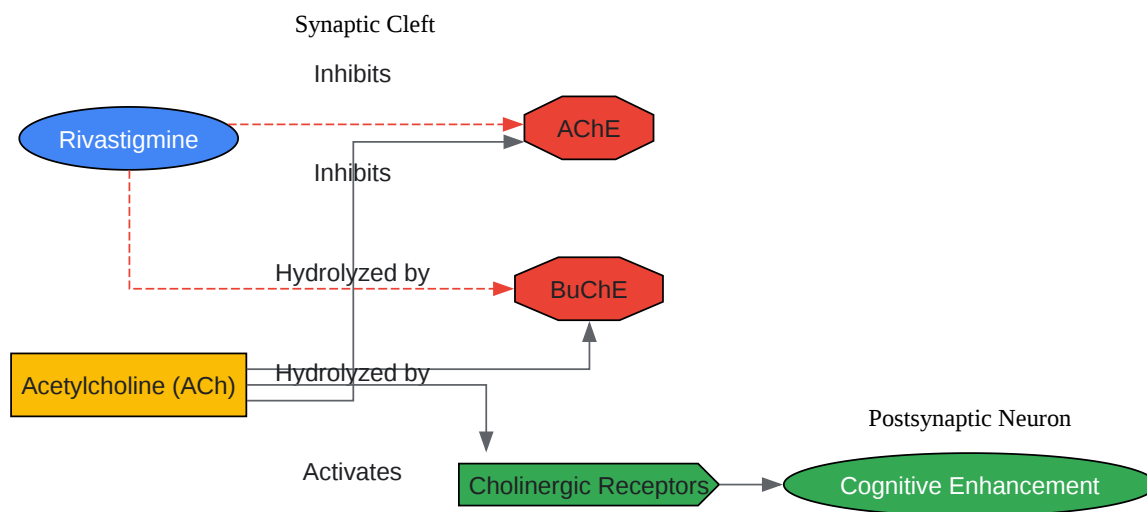 Synaptic Cleft
Inhibits
AChE
Rivastigmine
Inhibits
Hydrolyzed by
BuChE
Hydrolyzed by
Acetylcholine (ACh)
Postsynaptic Neuron
Activates
Cholinergic Receptors
Cognitive Enhancement